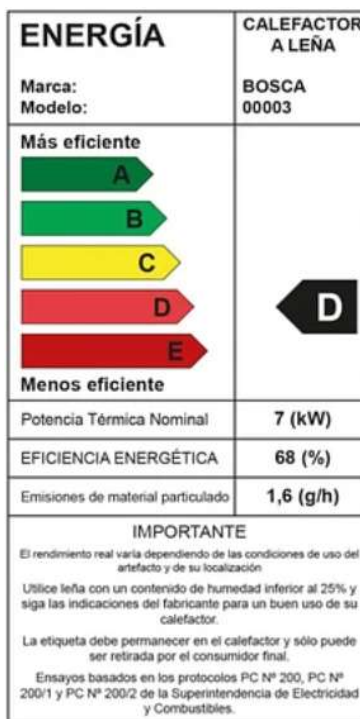 ENERGÍA
CALEFACTOR
A LEÑA
Marca:
BOSCA
Modelo:
00003
Más eficiente
A
B
C
D
D
E
Menos eficiente
Potencia Térmica Nominal
7 (kW)
EFICIENCIA ENERGÉTICA
68 (%)
Emisiones de material particulado
1,6 (g/h)
IMPORTANTE
El rendimiento real varía dependiendo de las condiciones de uso del
artefacto y de su localización
Utilice leña con un contenido de humedad inferior al 25% y
siga las indicaciones del fabricante para un buen uso de su
calefactor.
La etiqueta debe permanecer en el calefactor y sólo puede
ser retirada por el consumidor final.
Ensayos basados en los protocolos PC Nº 200, PC Nº
200/1 y PC Nº 200/2 de la Superintendencia de Electricidad
y Combustibles.